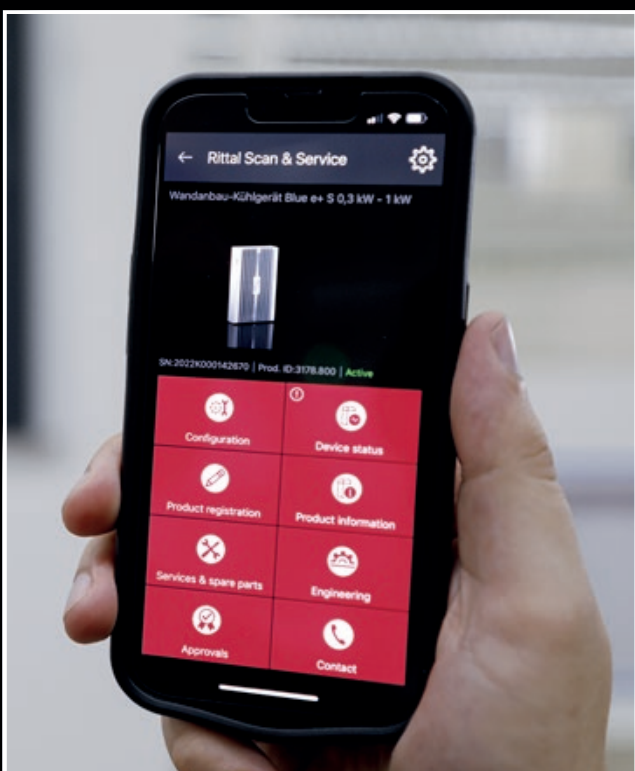 Rittal Scan & Service
Wandanbau-Kühlgerät Blue e+ S 0,3 kW - 1 kW
SN:2022K000142670 | Prod. ID:3178.800 | Active
Configuration
Device status
Product registration
Product information
Services & spare parts
Engineering
Approvals
Contact